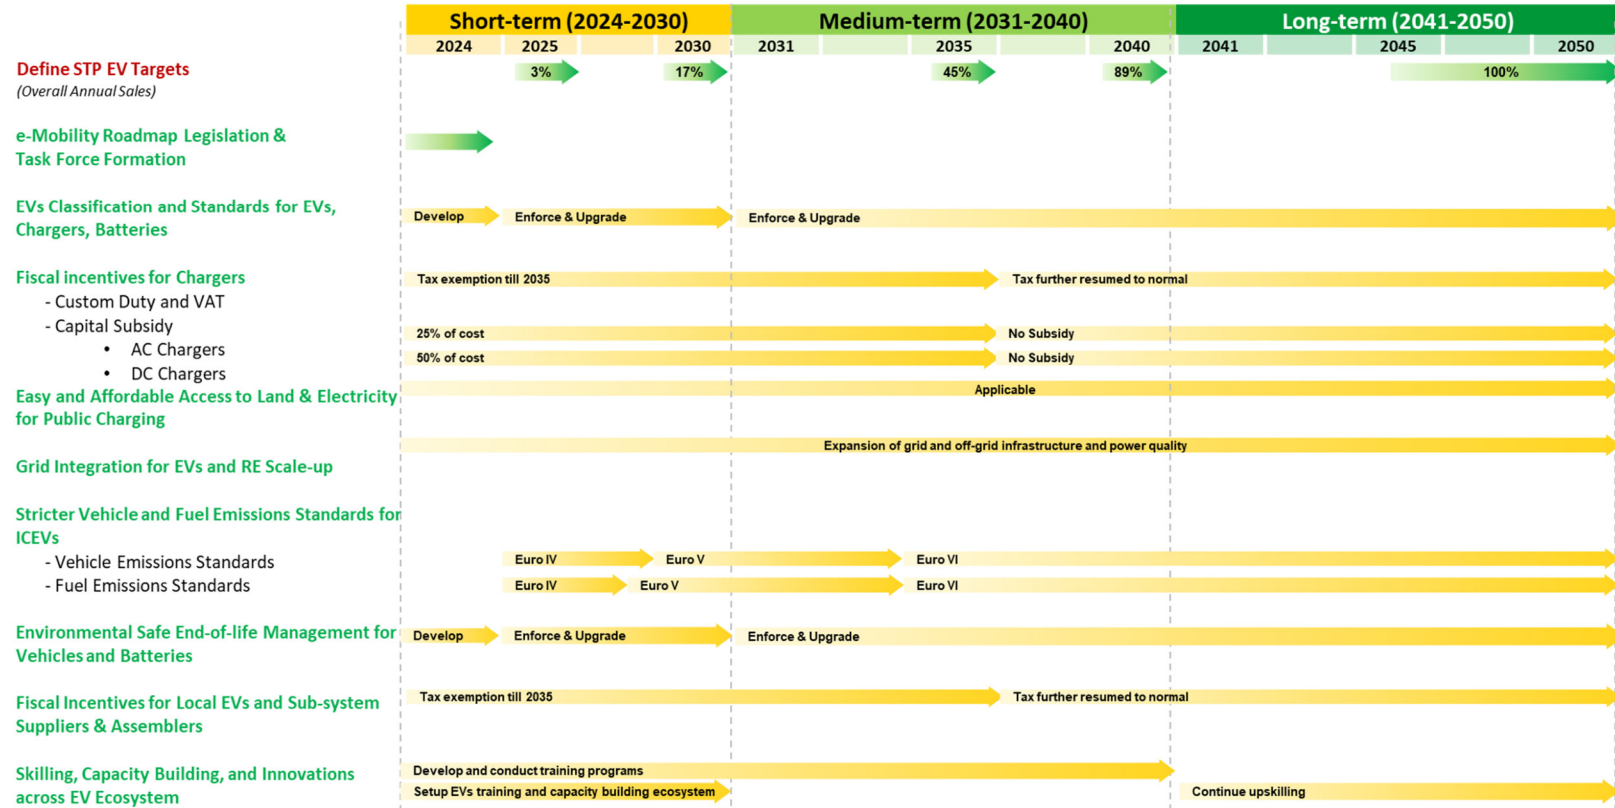 Short-term (2024-2030) Medium-term (2031-2040) Long-term (2041-2050)
2024 2025 2030 2031 2035 2040 2041 2045 2050
Define STP EV Targets 3% 17% 45% 89% 100%
(Overall Annual Sales)
e-Mobility Roadmap Legislation &
Task Force Formation
EVs Classification and Standards for EVs,
Develop Enforce & Upgrade Enforce & Upgrade
Chargers, Batteries
Fiscal incentives for Chargers Tax exemption till 2035 Tax further resumed to normal
- Custom Duty and VAT
- Capital Subsidy 25% of cost No Subsidy
• AC Chargers 50% of cost No Subsidy
• DC Chargers
Easy and Affordable Access to Land & Electricity Applicable
for Public Charging
Expansion of grid and off-grid infrastructure and power quality
Grid Integration for EVs and RE Scale-up
Stricter Vehicle and Fuel Emissions Standards for
ICEVs
- Vehicle Emissions Standards Euro IV Euro V Euro VI
- Fuel Emissions Standards Euro IV Euro V Euro VI
Environmental Safe End-of-life Management for Develop Enforce & Upgrade Enforce & Upgrade
Vehicles and Batteries
Fiscal Incentives for Local EVs and Sub-system Tax exemption till 2035 Tax further resumed to normal
Suppliers & Assemblers
Skilling, Capacity Building, and Innovations Develop and conduct training programs
across EV Ecosystem Setup EVs training and capacity building ecosystem Continue upskilling